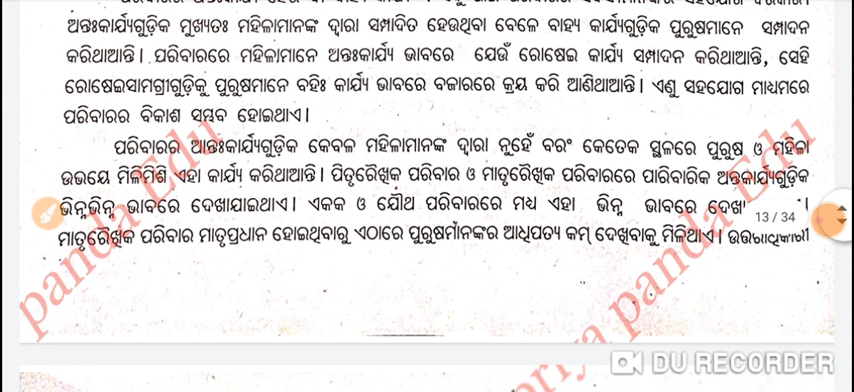 ଅନ୍ତଃକାର୍ଯ୍ୟଗୁଡ଼ିକ ମୁଖ୍ୟତଃ ମହିଳାମାନଙ୍କ ଦ୍ୱାରା ସମ୍ପାଦିତ ହେଉଥିବା ବେଳେ ବାହ୍ୟ କାର୍ଯ୍ୟଗୁଡ଼ିକ ପୁରୁଷମାନେ ସମ୍ପାଦନ
କରିଥାଆନ୍ତି। ପରିବାରରେ ମହିଳାମାନେ ଅନ୍ତଃକାର୍ଯ୍ୟ ଭାବରେ ଯେଉଁ ରୋଷେଇ କାର୍ଯ୍ୟ ସମ୍ପାଦନ କରିଥାଆନ୍ତି, ସେହି
ରୋଷେଇସାମଗ୍ରୀଗୁଡ଼ିକୁ ପୁରୁଷମାନେ ବହିଃ କାର୍ଯ୍ୟ ଭାବରେ ବଜାରରେ କ୍ରୟ କରି ଆଣିଥାଆନ୍ତି। ଏଣୁ ସହଯୋଗ ମାଧ୍ୟମରେ
ପରିବାରର ବିକାଶ ସମ୍ଭବ ହୋଇଥାଏ।
ପରିବାରର ଆନ୍ତଃକାର୍ଯ୍ୟଗୁଡ଼ିକ କେବଳ ମହିଳାମାନଙ୍କ ଦ୍ୱାରା ନୁହେଁ ବରଂ କେତେକ ସ୍ଥଳରେ ପୁରୁଷ ଓ ମହିଳା
ଉଭୟେ ମିଳିମିଶି ଏହା କାର୍ଯ୍ୟ କରିଥାଆନ୍ତି। ପିତୃରୈଖିକ ପରିବାର ଓ ମାତୃରୈଖିକ ପରିବାରରେ ପାରିବାରିକ ଅନ୍ତଃକାର୍ଯ୍ୟଗୁଡ଼ିକ
ଭିନ୍ନଭିନ୍ନ ଭାବରେ ଦେଖାଯାଇଥାଏ। ଏକକ ଓ ଯୌଥ ପରିବାରରେ ମଧ୍ୟ ଏହା ଭିନ୍ନ ଭାବରେ 13 / 34
ମାତୃରୈଖିକ ପରିବାର ମାତୃପ୍ରଧାନ ହୋଇଥିବାରୁ ଏଠାରେ ପୁରୁଷମାନଙ୍କର ଆଧିପତ୍ୟ କମ୍ ଦେଖିବାକୁ ମିଳିଥାଏ।
panda Edu
oriya panda Edu
DU RECORDER